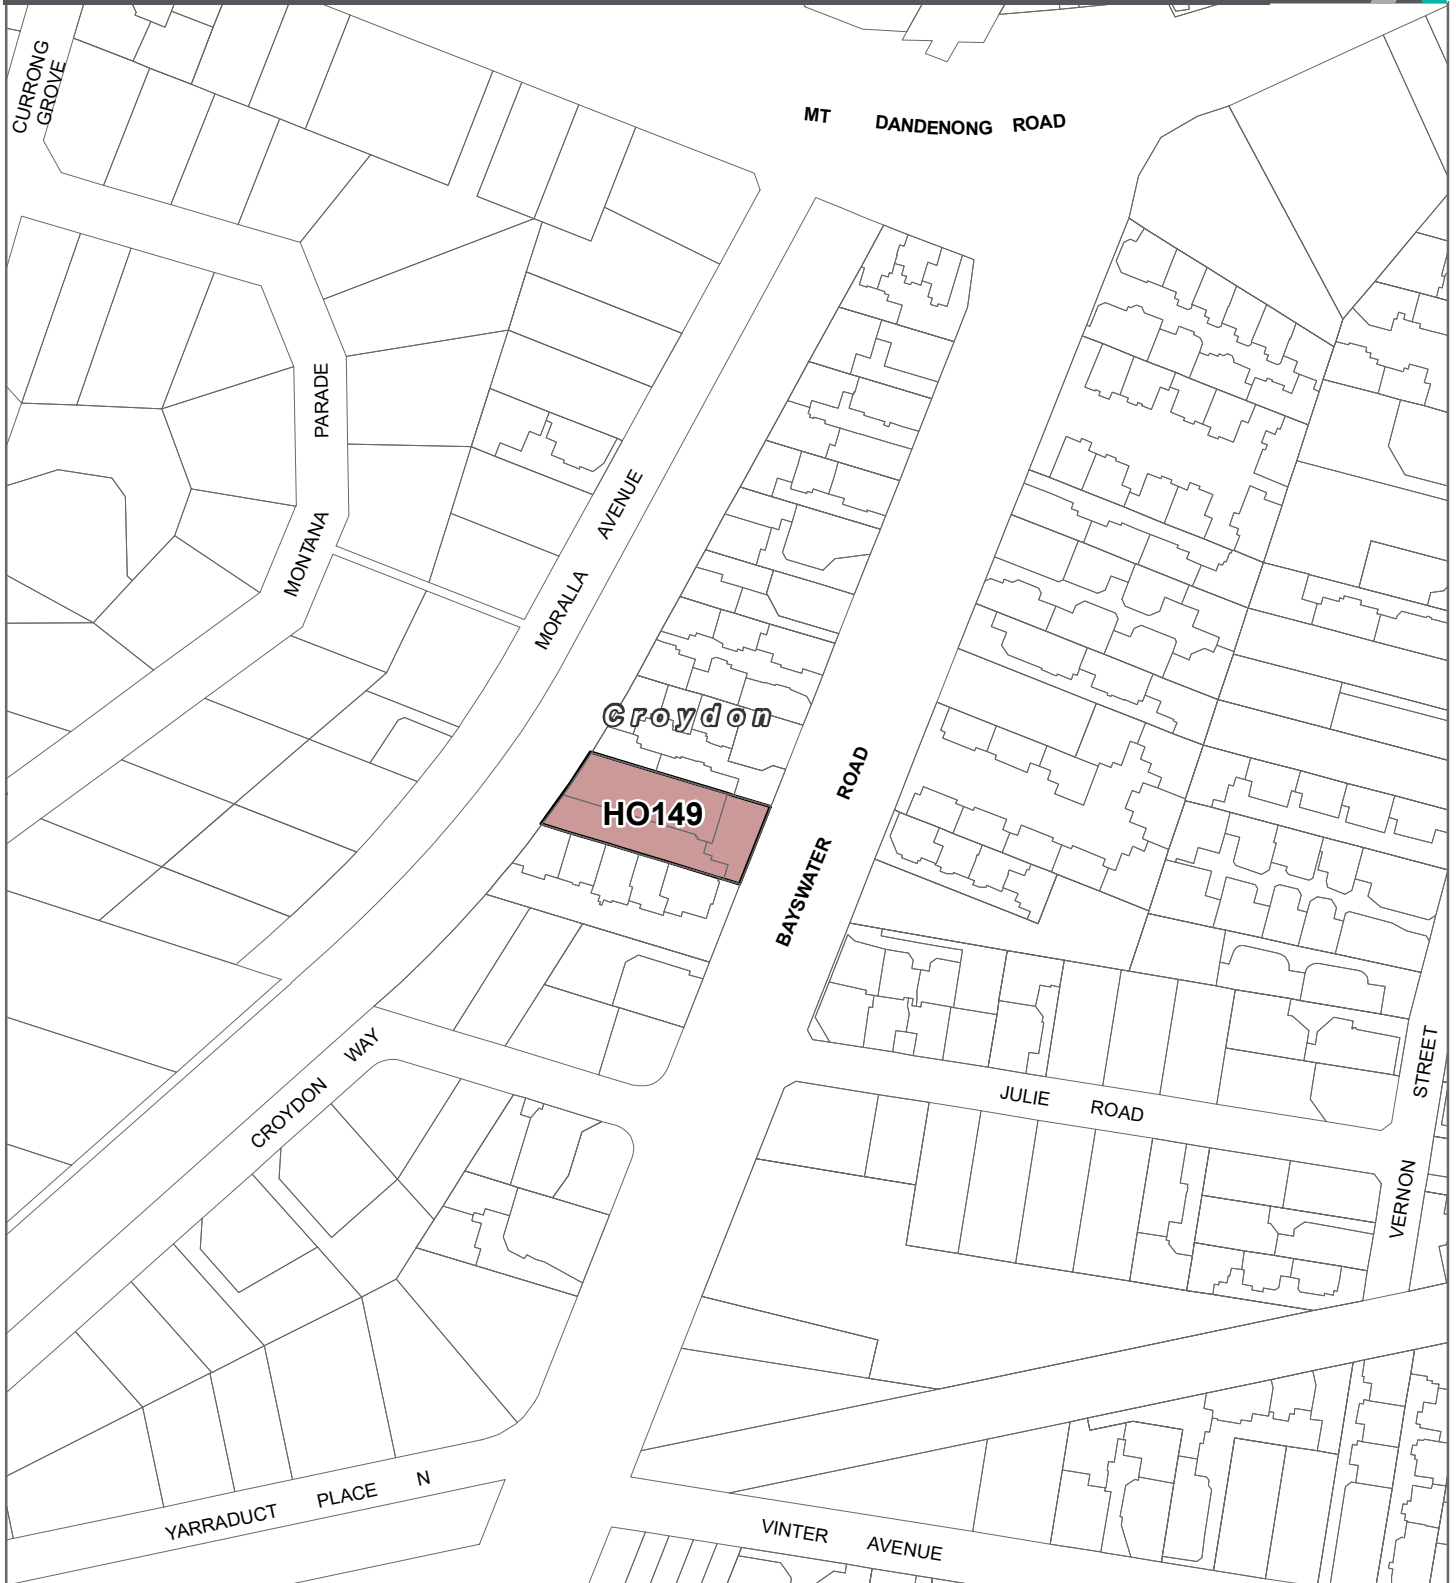 CURRONG
GROVE
MT DANDENONG ROAD
MONTANA PARADE
MORALLA AVENUE
Croydon
HO149
BAYSWATER ROAD
CROYDON WAY
JULIE ROAD
VERNON STREET
YARRADUCT PLACE N
VINTER AVENUE